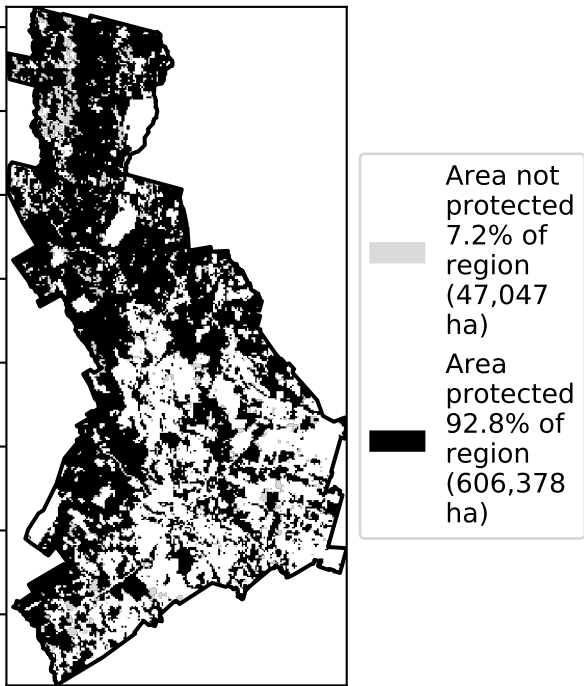 Area not
protected
7.2% of
region
(47,047
ha)
Area
protected
92.8% of
region
(606,378
ha)